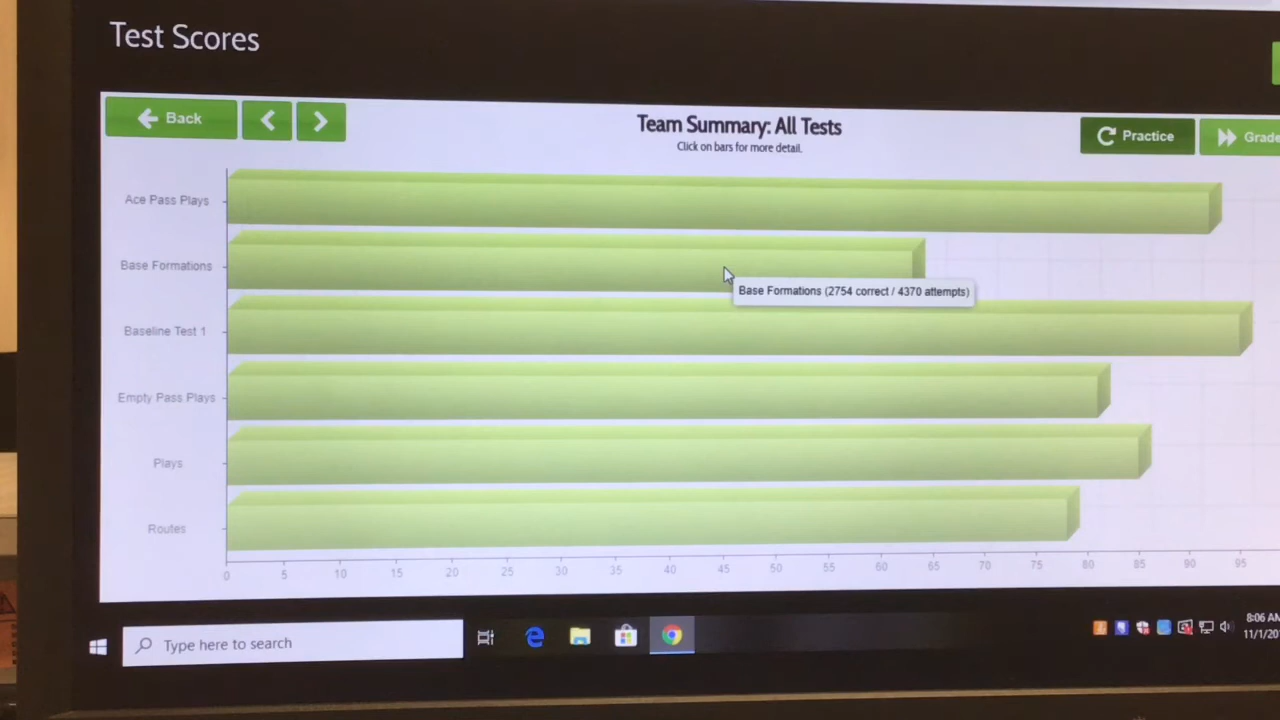 Test Scores
Back
Team Summary: All Tests
Click on bars for more detail.
Practice
Ace Pass Plays
Base Formations
Base Formations (2754 correct / 4370 attempts)
Baseline Test 1
Empty Pass Plays
Plays
Routes
0 5 10 15 20 25 30 35 40 45 50 55 60 65 70 75 80 85 90 95
Type here to search
8:06 AM